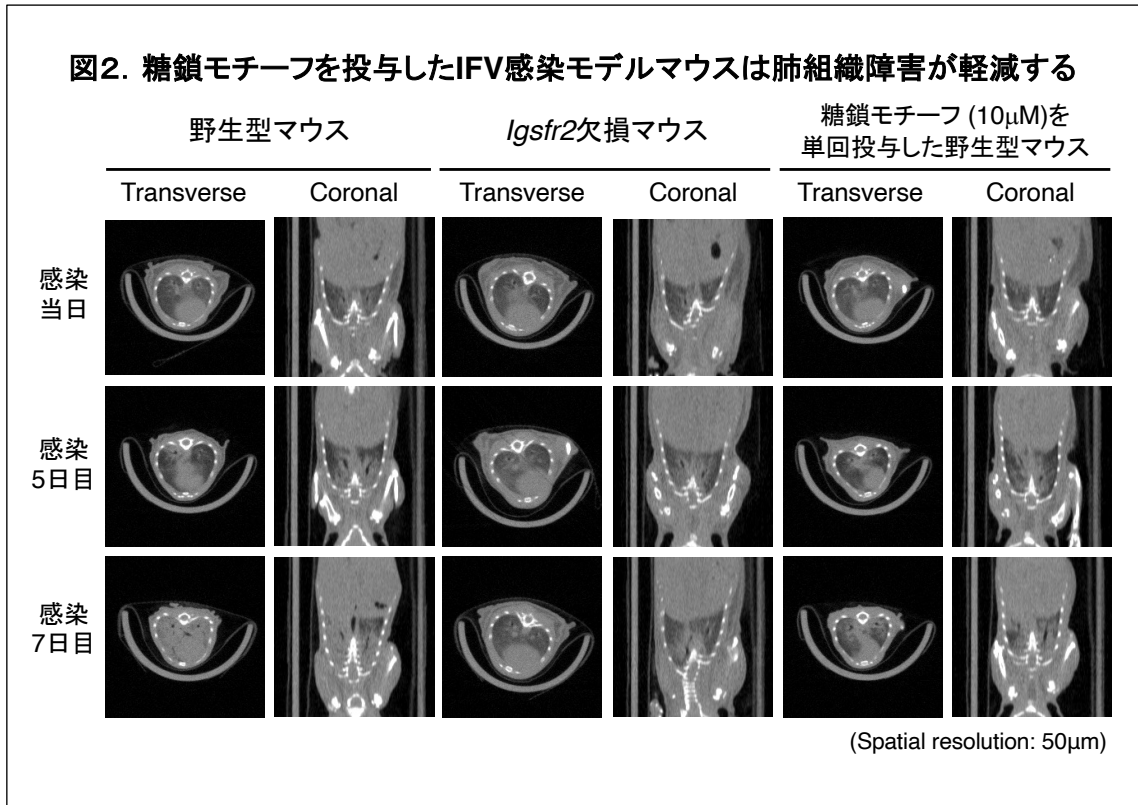 図2. 糖鎖モチーフを投与したIFV感染モデルマウスは肺組織障害が軽減する
野生型マウス
Igsfr2欠損マウス
糖鎖モチーフ (10μM)を
単回投与した野生型マウス
Transverse
Coronal
Transverse
Coronal
Transverse
Coronal
感染
当日
感染
5日目
感染
7日目
(Spatial resolution: 50μm)